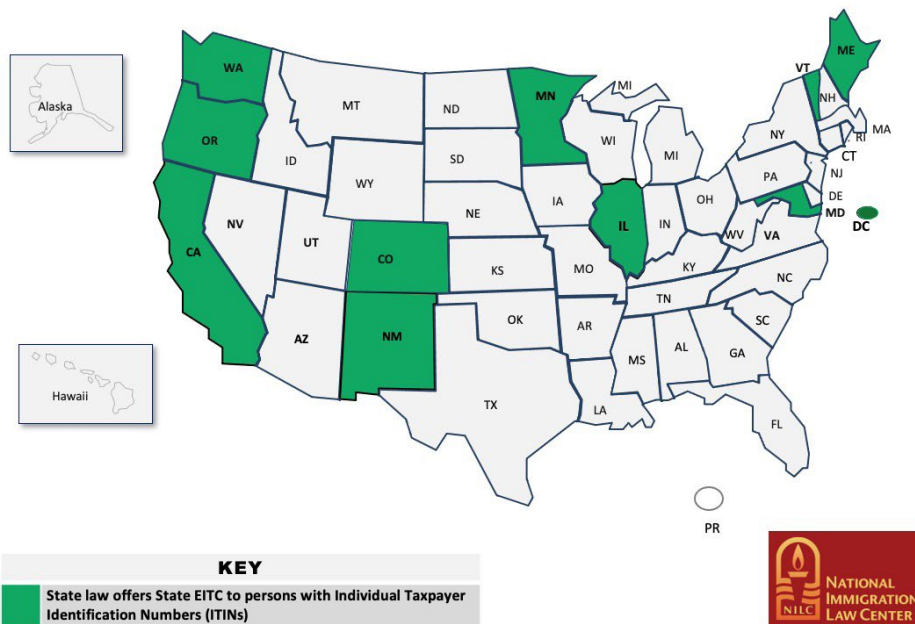 ME
VT
WA
MN
MI
NH
MT
ND
Alaska
OR
WI
NY
MA
RI
ID
SD
MI
CT
WY
PA
NJ
IA
OH
DE
NE
MD
NV
IL
IN
DC
UT
WV
VA
CA
CO
KS
MO
KY
NC
TN
OK
AZ
NM
AR
SC
MS
AL
GA
Hawaii
TX
LA
FL
PR
KEY
State law offers State EITC to persons with Individual Taxpayer
Identification Numbers (ITINs)
NILC
NATIONAL
IMMIGRATION
LAW CENTER